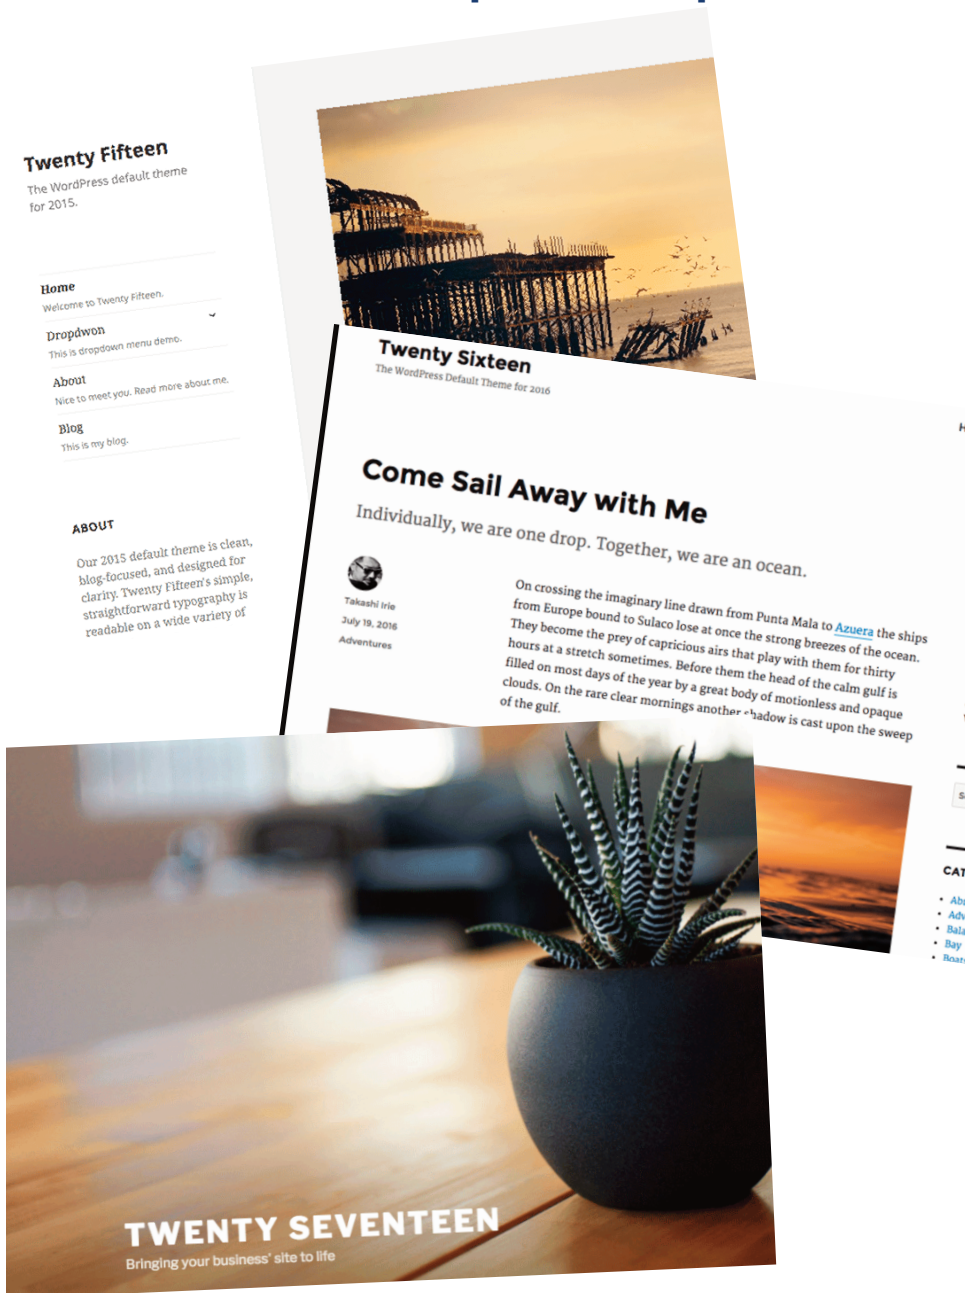 Twenty Fifteen
The WordPress default theme
for 2015.
Home
Welcome to Twenty Fifteen.
Dropdwon
This is dropdown menu demo.
About
Nice to meet you. Read more about me.
Blog
This is my blog.
ABOUT
Our 2015 default theme is clean,
blog-focused, and designed for
clarity. Twenty Fifteen's simple,
straightforward typography is
readable on a wide variety of
Twenty Sixteen
The WordPress Default Theme for 2016
Come Sail Away with Me
Individually, we are one drop. Together, we are an ocean.
Takashi Irie
July 19, 2016
Adventures
On crossing the imaginary line drawn from Punta Mala to Azuera the ships
from Europe bound to Sulaco lose at once the strong breezes of the ocean.
They become the prey of capricious airs that play with them for thirty
hours at a stretch sometimes. Before them the head of the calm gulf is
filled on most days of the year by a great body of motionless and opaque
clouds. On the rare clear mornings another shadow is cast upon the sweep
of the gulf.
CAT
Adv
Bala
Bay
Boar
TWENTY SEVENTEEN
Bringing your business' site to life